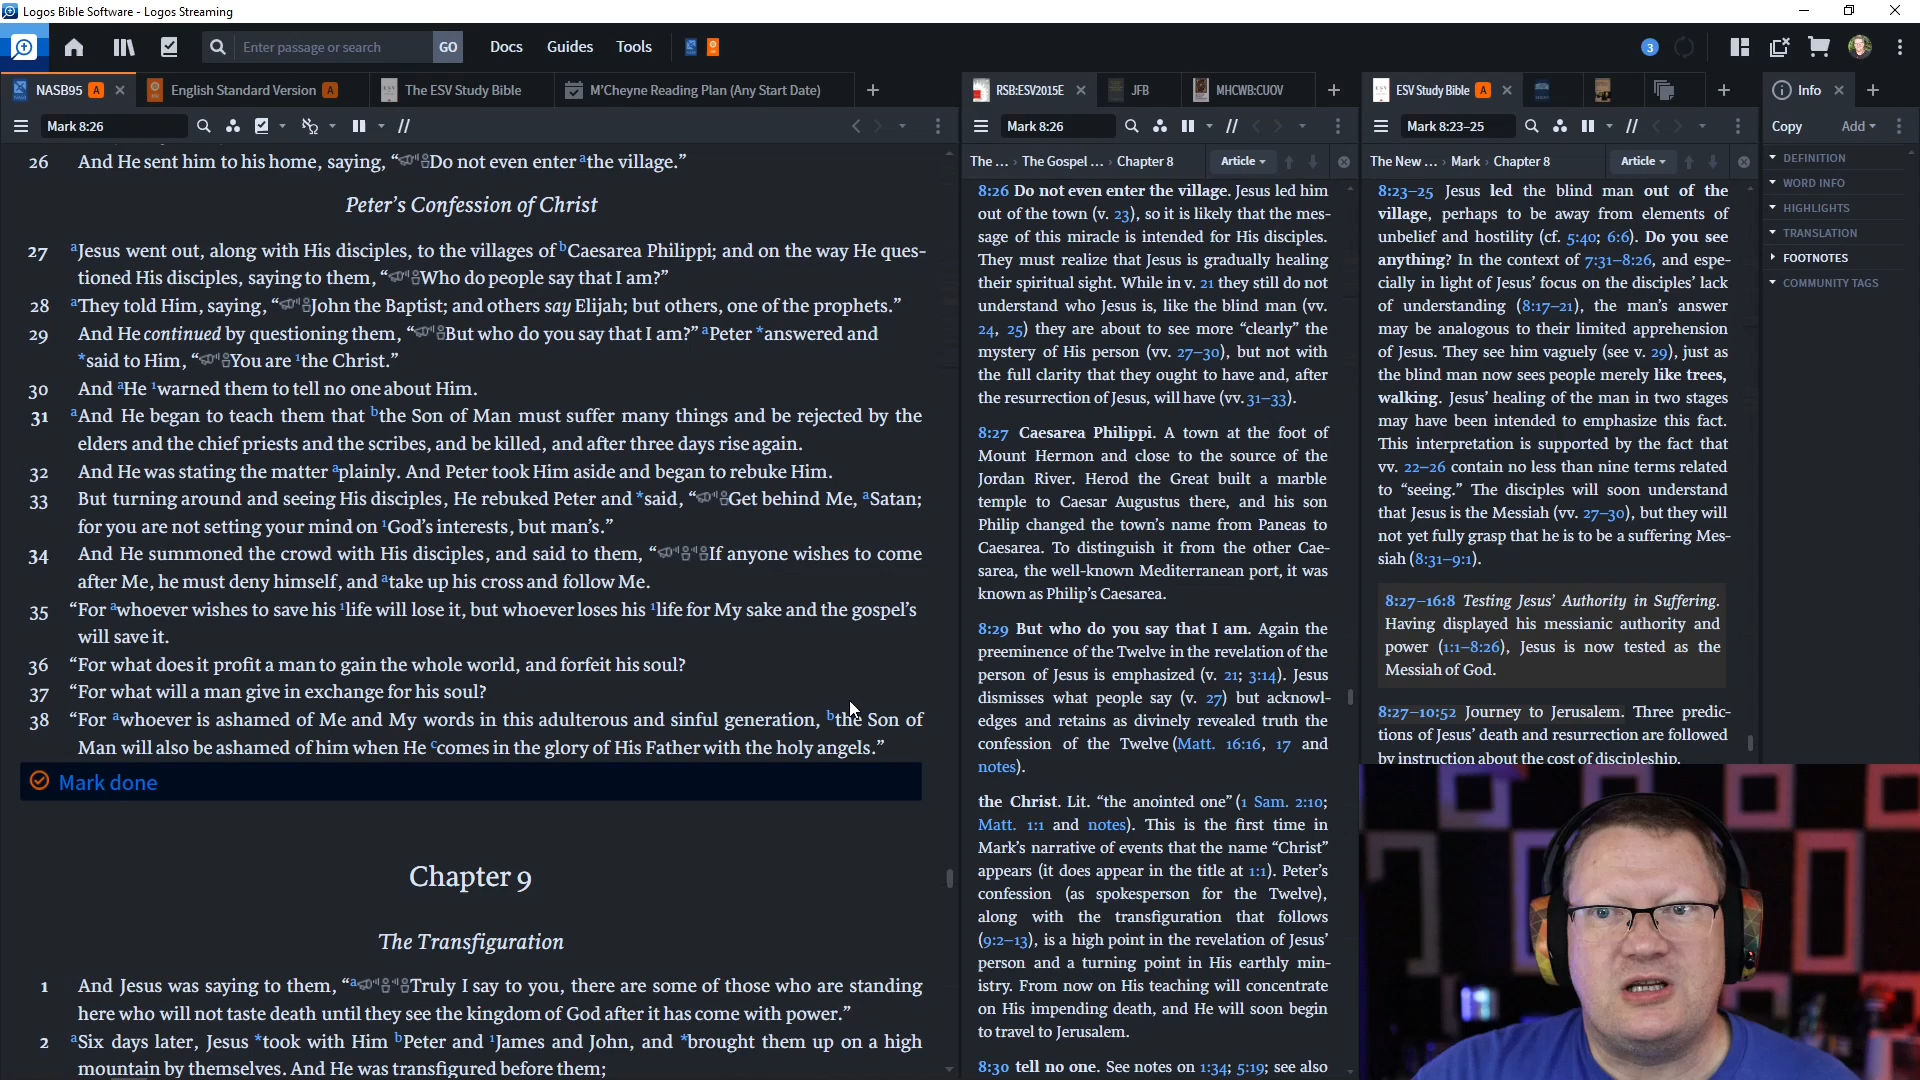 Logos Bible Software - Logos Streaming
Enter passage or search
GO
Docs
Guides
Tools
3
NASB95 A
English Standard Version A
The ESV Study Bible
M'Cheyne Reading Plan (Any Start Date)
Mark 8:26
26 And He sent him to his home, saying, “Do not even enter ᵃthe village.”
Peter’s Confession of Christ
27 ᵃJesus went out, along with His disciples, to the villages of ᵇCaesarea Philippi; and on the way He ques-
tioned His disciples, saying to them, “Who do people say that I am?”
28 ᵃThey told Him, saying, “John the Baptist; and others say Elijah; but others, one of the prophets.”
29 And He continued by questioning them, “But who do you say that I am?” ᵃPeter *answered and
*said to Him, “You are ¹the Christ.”
30 And ᵃHe ¹warned them to tell no one about Him.
31 ᵃAnd He began to teach them that ᵇthe Son of Man must suffer many things and be rejected by the
elders and the chief priests and the scribes, and be killed, and after three days rise again.
32 And He was stating the matter ᵃplainly. And Peter took Him aside and began to rebuke Him.
33 But turning around and seeing His disciples, He rebuked Peter and *said, “Get behind Me, ᵃSatan;
for you are not setting your mind on ¹God’s interests, but man’s.”
34 And He summoned the crowd with His disciples, and said to them, “If anyone wishes to come
after Me, he must deny himself, and ᵃtake up his cross and follow Me.
35 “For ᵃwhoever wishes to save his ¹life will lose it, but whoever loses his ¹life for My sake and the gospel’s
will save it.
36 “For what does it profit a man to gain the whole world, and forfeit his soul?
37 “For what will a man give in exchange for his soul?
38 “For ᵃwhoever is ashamed of Me and My words in this adulterous and sinful generation, ᵇthe Son of
Man will also be ashamed of him when He ᶜcomes in the glory of His Father with the holy angels.”
Mark done
Chapter 9
The Transfiguration
1 And Jesus was saying to them, “ᵃTruly I say to you, there are some of those who are standing
here who will not taste death until they see the kingdom of God after it has come with power.”
2 ᵃSix days later, Jesus *took with Him ᵇPeter and ¹James and John, and *brought them up on a high
mountain by themselves. And He was transfigured before them;
RSB:ESV2015E
JFB
MHCWB:CUOV
Mark 8:26
The ... › The Gospel ... › Chapter 8
Article
8:26 Do not even enter the village. Jesus led him
out of the town (v. 23), so it is likely that the mes-
sage of this miracle is intended for His disciples.
They must realize that Jesus is gradually healing
their spiritual sight. While in v. 21 they still do not
understand who Jesus is, like the blind man (vv.
24, 25) they are about to see more “clearly” the
mystery of His person (vv. 27–30), but not with
the full clarity that they ought to have and, after
the resurrection of Jesus, will have (vv. 31–33).
8:27 Caesarea Philippi. A town at the foot of
Mount Hermon and close to the source of the
Jordan River. Herod the Great built a marble
temple to Caesar Augustus there, and his son
Philip changed the town’s name from Paneas to
Caesarea. To distinguish it from the other Cae-
sarea, the well-known Mediterranean port, it was
known as Philip’s Caesarea.
8:29 But who do you say that I am. Again the
preeminence of the Twelve in the revelation of the
person of Jesus is emphasized (v. 21; 3:14). Jesus
dismisses what people say (v. 27) but acknowl-
edges and retains as divinely revealed truth the
confession of the Twelve (Matt. 16:16, 17 and
notes).
the Christ. Lit. “the anointed one” (1 Sam. 2:10;
Matt. 1:1 and notes). This is the first time in
Mark’s narrative of events that the name “Christ”
appears (it does appear in the title at 1:1). Peter’s
confession (as spokesperson for the Twelve),
along with the transfiguration that follows
(9:2–13), is a high point in the revelation of Jesus’
person and a turning point in His earthly min-
istry. From now on His teaching will concentrate
on His impending death, and He will soon begin
to travel to Jerusalem.
8:30 tell no one. See notes on 1:34; 5:19; see also
ESV Study Bible A
Mark 8:23–25
The New ... › Mark › Chapter 8
Article
8:23–25 Jesus led the blind man out of the
village, perhaps to be away from elements of
unbelief and hostility (cf. 5:40; 6:6). Do you see
anything? In the context of 7:31–8:26, and espe-
cially in light of Jesus’ focus on the disciples’ lack
of understanding (8:17–21), the man’s answer
may be analogous to their limited apprehension
of Jesus. They see him vaguely (see v. 29), just as
the blind man now sees people merely like trees,
walking. Jesus’ healing of the man in two stages
may have been intended to emphasize this fact.
This interpretation is supported by the fact that
vv. 22–26 contain no less than nine terms related
to “seeing.” The disciples will soon understand
that Jesus is the Messiah (vv. 27–30), but they will
not yet fully grasp that he is to be a suffering Mes-
siah (8:31–9:1).
8:27–16:8 Testing Jesus’ Authority in Suffering.
Having displayed his messianic authority and
power (1:1–8:26), Jesus is now tested as the
Messiah of God.
8:27–10:52 Journey to Jerusalem. Three predic-
tions of Jesus’ death and resurrection are followed
by instruction about the cost of discipleship.
Info
Copy
Add
DEFINITION
WORD INFO
HIGHLIGHTS
TRANSLATION
FOOTNOTES
COMMUNITY TAGS